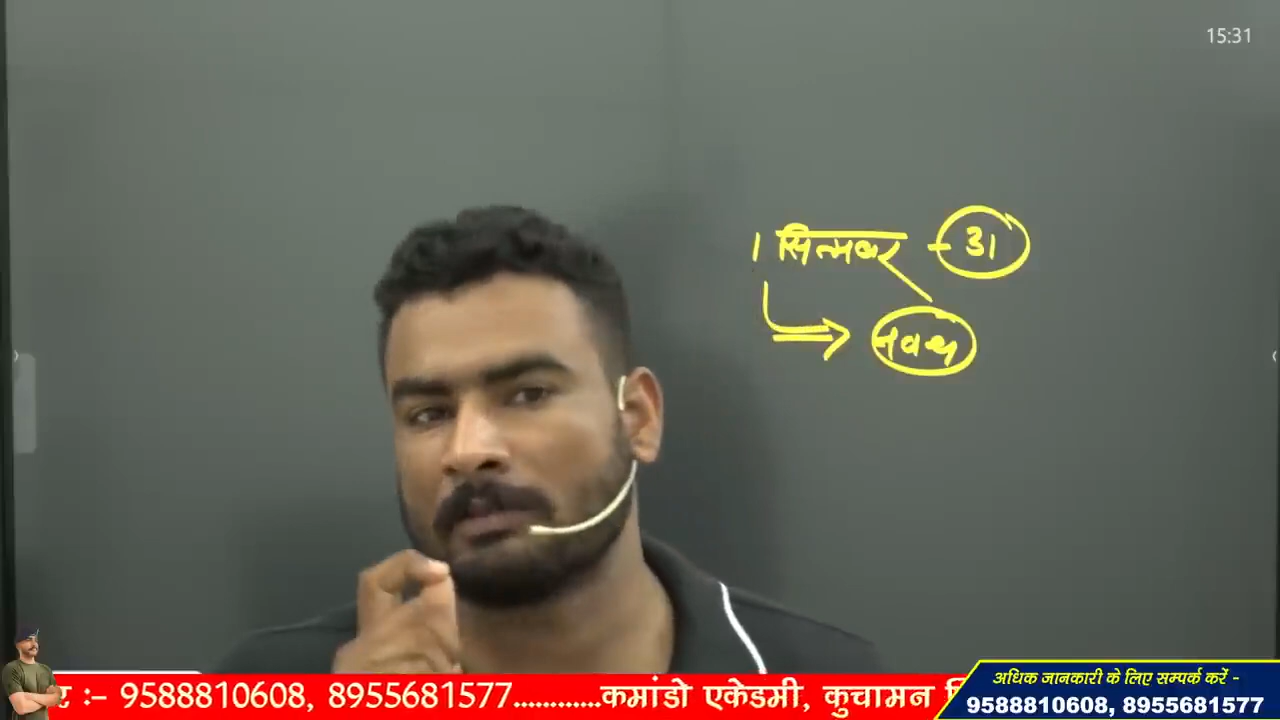 15:31
1 सितम्बर - 31
नवम्ब
र :- 9588810608, 8955681577............कमांडो एकेडमी, कुचामन
अधिक जानकारी के लिए सम्पर्क करें -
9588810608, 8955681577